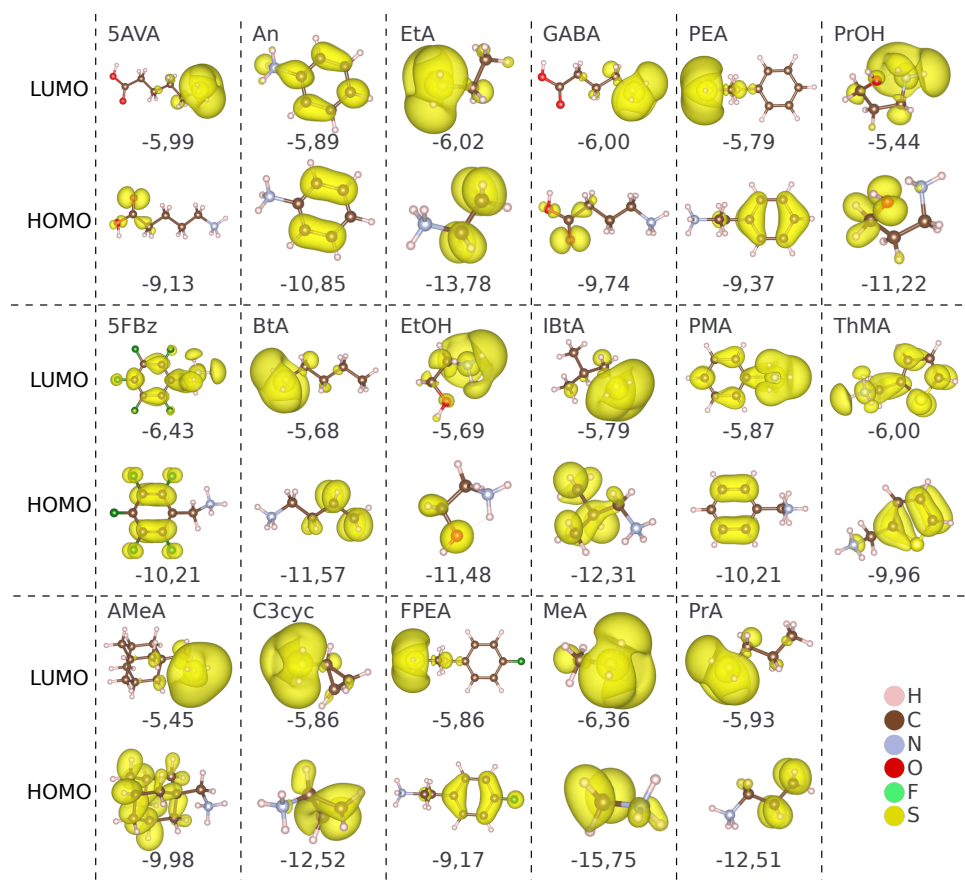 5AVA An EtA GABA PEA PrOH
LUMO
-5,99 -5,89 -6,02 -6,00 -5,79 -5,44
HOMO
-9,13 -10,85 -13,78 -9,74 -9,37 -11,22
5FBz BtA EtOH IBtA PMA ThMA
LUMO
-6,43 -5,68 -5,69 -5,79 -5,87 -6,00
HOMO
-10,21 -11,57 -11,48 -12,31 -10,21 -9,96
AMeA C3cyc FPEA MeA PrA
LUMO
-5,45 -5,86 -5,86 -6,36 -5,93
HOMO
-9,98 -12,52 -9,17 -15,75 -12,51
H
C
N
O
F
S